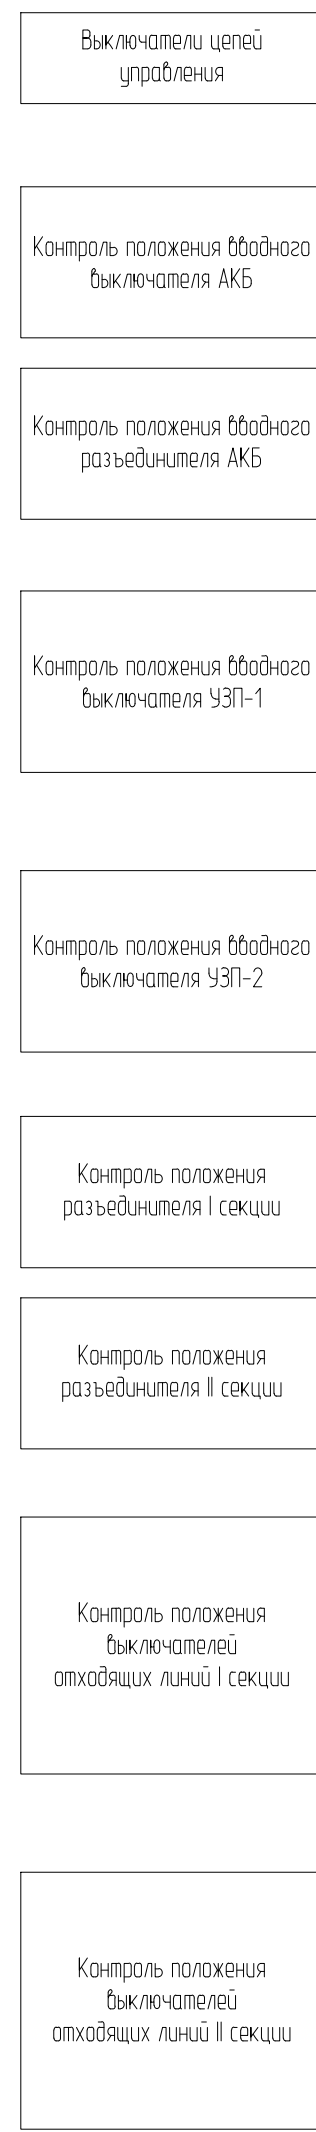 Выключатели цепей
управления
Контроль положения вводного
выключателя АКБ
Контроль положения вводного
разъединителя АКБ
Контроль положения вводного
выключателя УЗП-1
Контроль положения вводного
выключателя УЗП-2
Контроль положения
разъединителя I секции
Контроль положения
разъединителя II секции
Контроль положения
выключателей
отходящих линий I секции
Контроль положения
выключателей
отходящих линий II секции